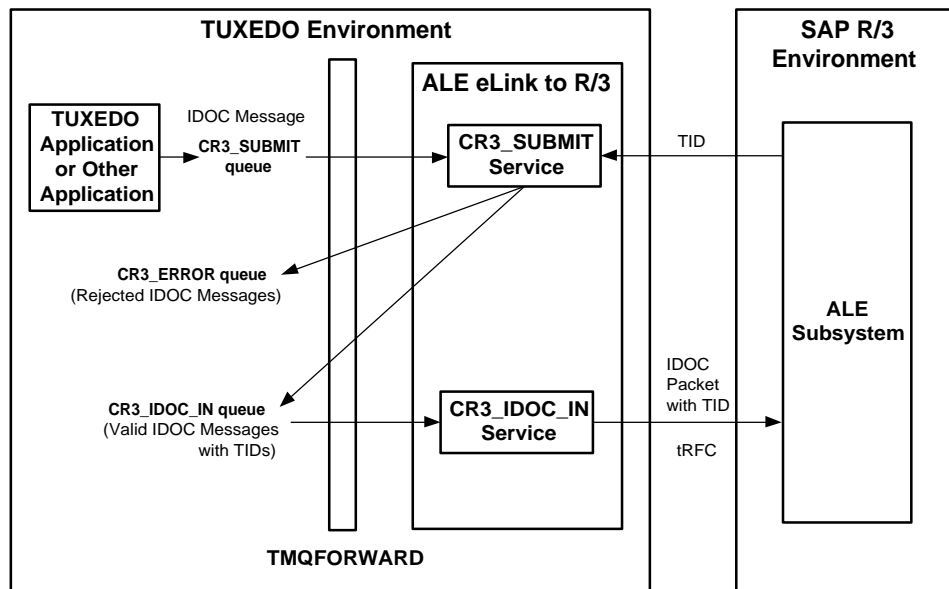 TUXEDO Environment
SAP R/3
Environment
ALE eLink to R/3
TUXEDO
Application
or Other
Application
IDOC Message
CR3_SUBMIT
queue
CR3_SUBMIT
Service
TID
CR3_ERROR queue
(Rejected IDOC Messages)
ALE
Subsystem
CR3_IDOC_IN queue
(Valid IDOC Messages
with TIDs)
CR3_IDOC_IN
Service
IDOC
Packet
with TID
tRFC
TMQFORWARD